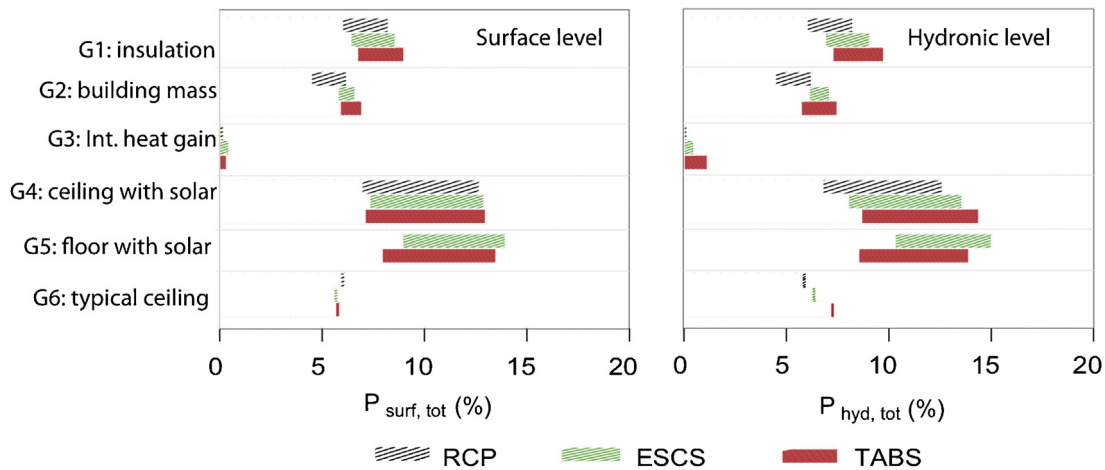 Surface level
Hydronic level
G1: insulation
G2: building mass
G3: Int. heat gain
G4: ceiling with solar
G5: floor with solar
G6: typical ceiling
0 5 10 15 20
0 5 10 15 20
P surf, tot (%)
P hyd, tot (%)
RCP ESCS TABS